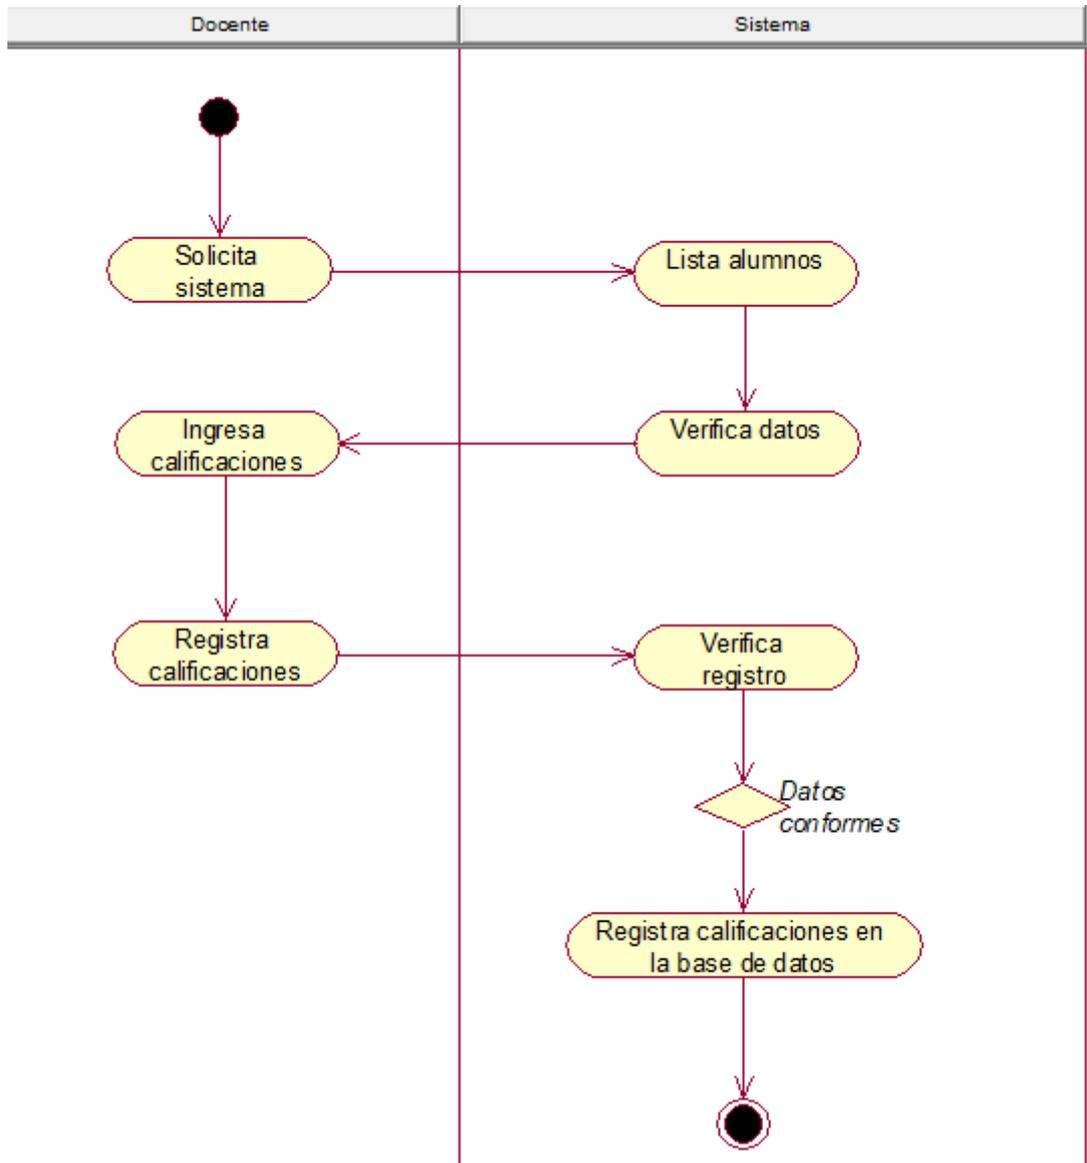 Docente
Sistema
Solicita
sistema
Lista alumnos
Ingresa
calificaciones
Verifica datos
Registra
calificaciones
Verifica
registro
Datos
conformes
Registra calificaciones en
la base de datos